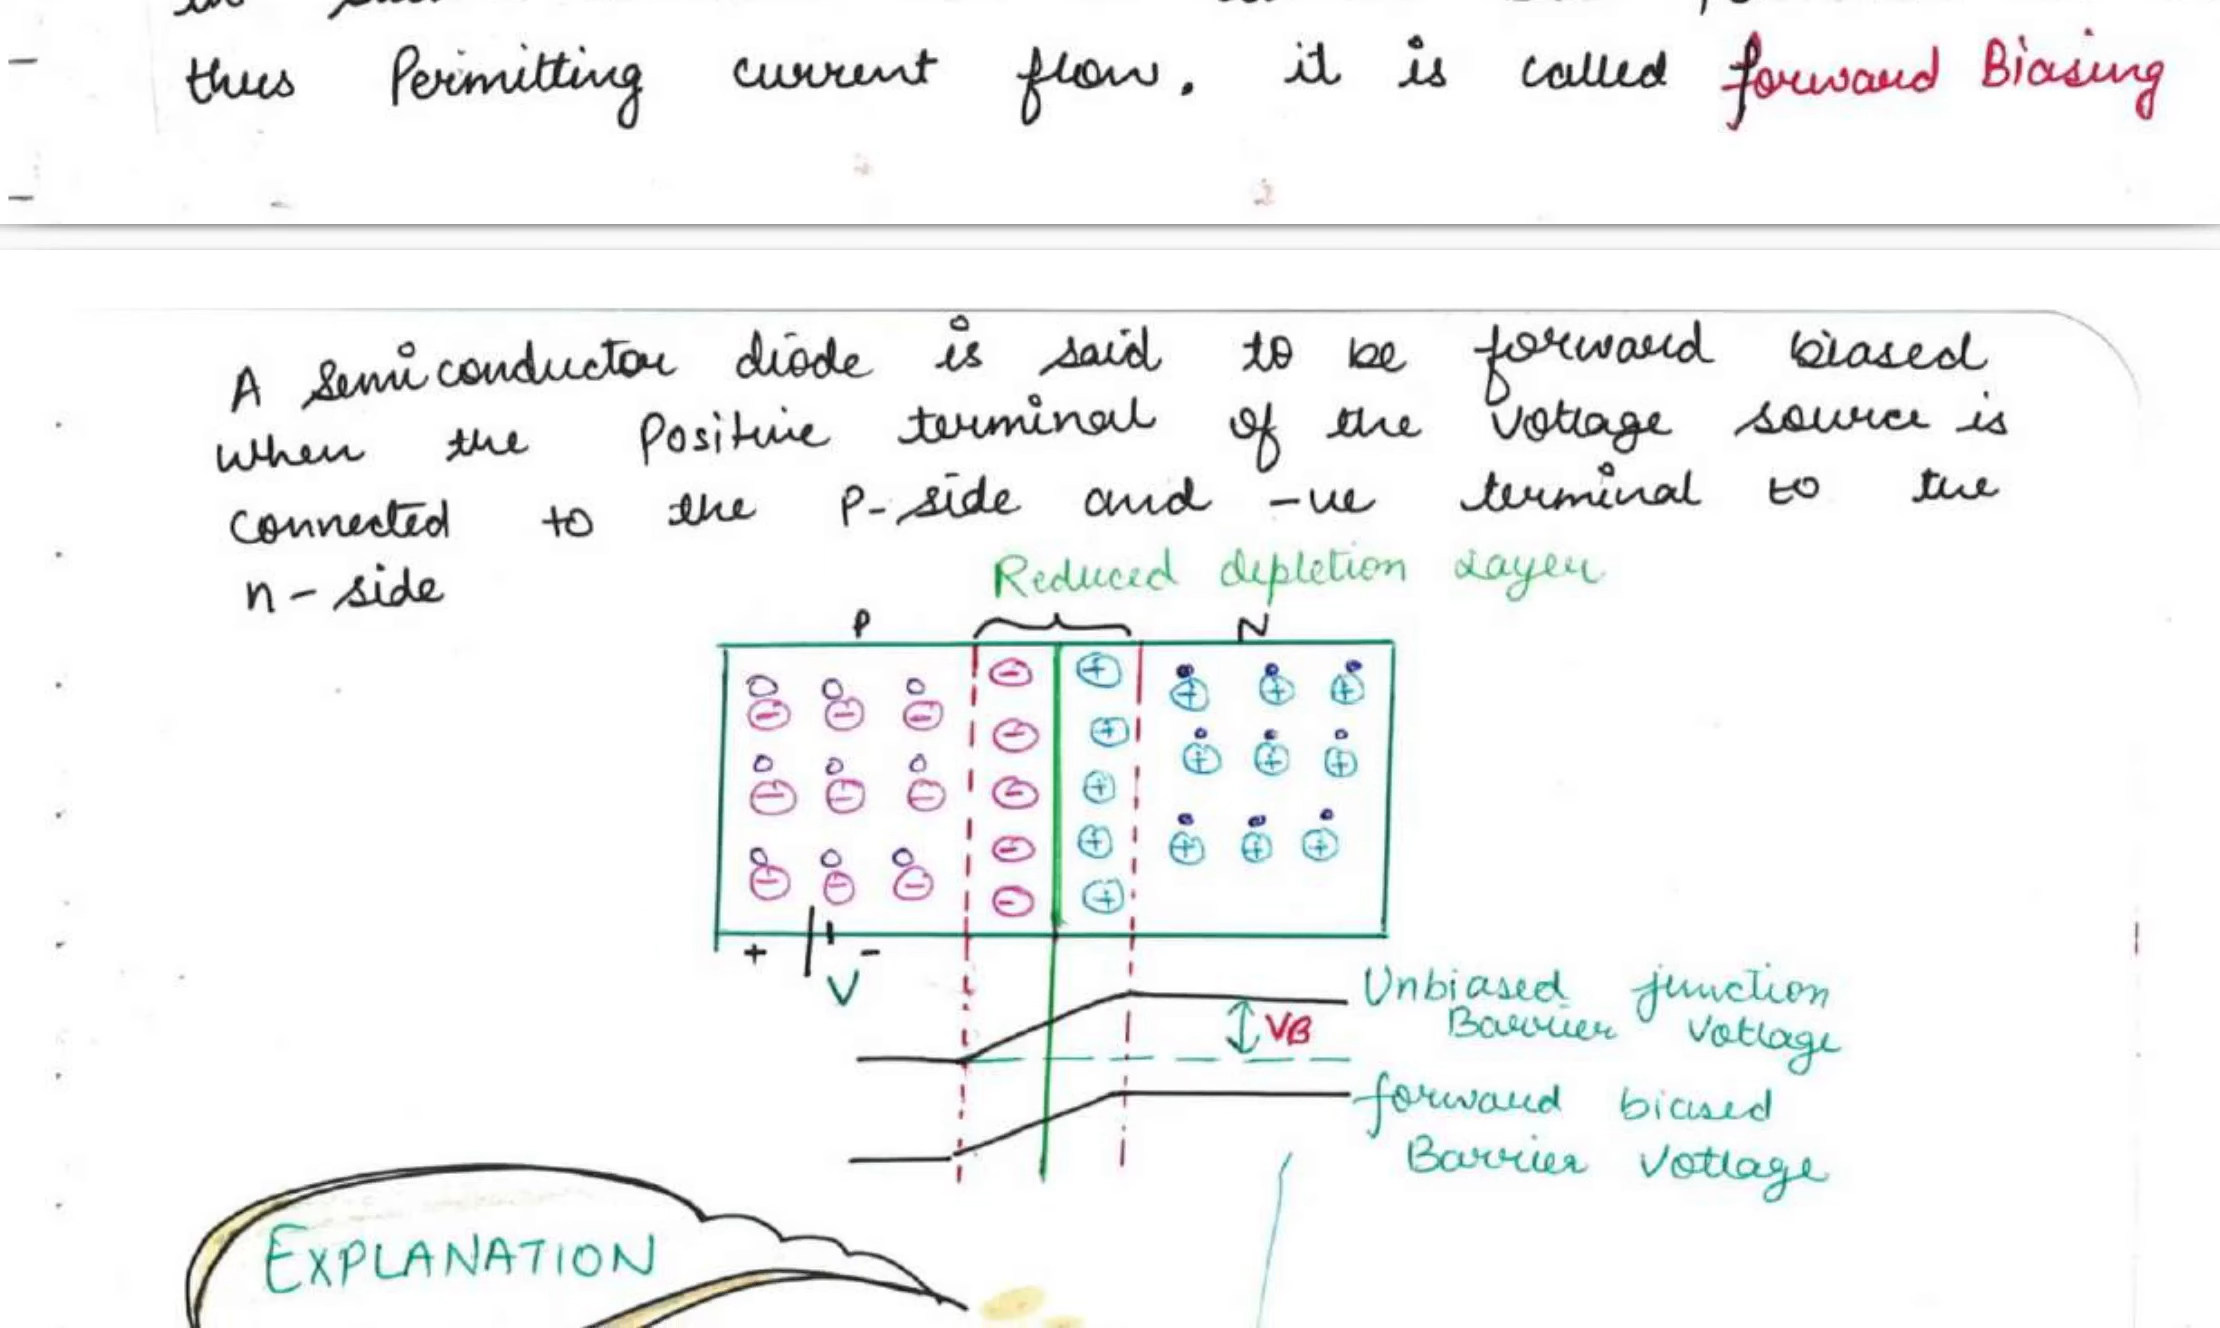 thus Permitting current flow. it is called forward Biasing
A semiconductor diode is said to be forward biased
when the Positive terminal of the Voltage source is
connected to the P-side and -ve terminal to the
n-side
Reduced depletion Layer
P N
+ -
V
Unbiased junction
Barrier Voltage
VB
forward biased
Barrier Voltage
EXPLANATION